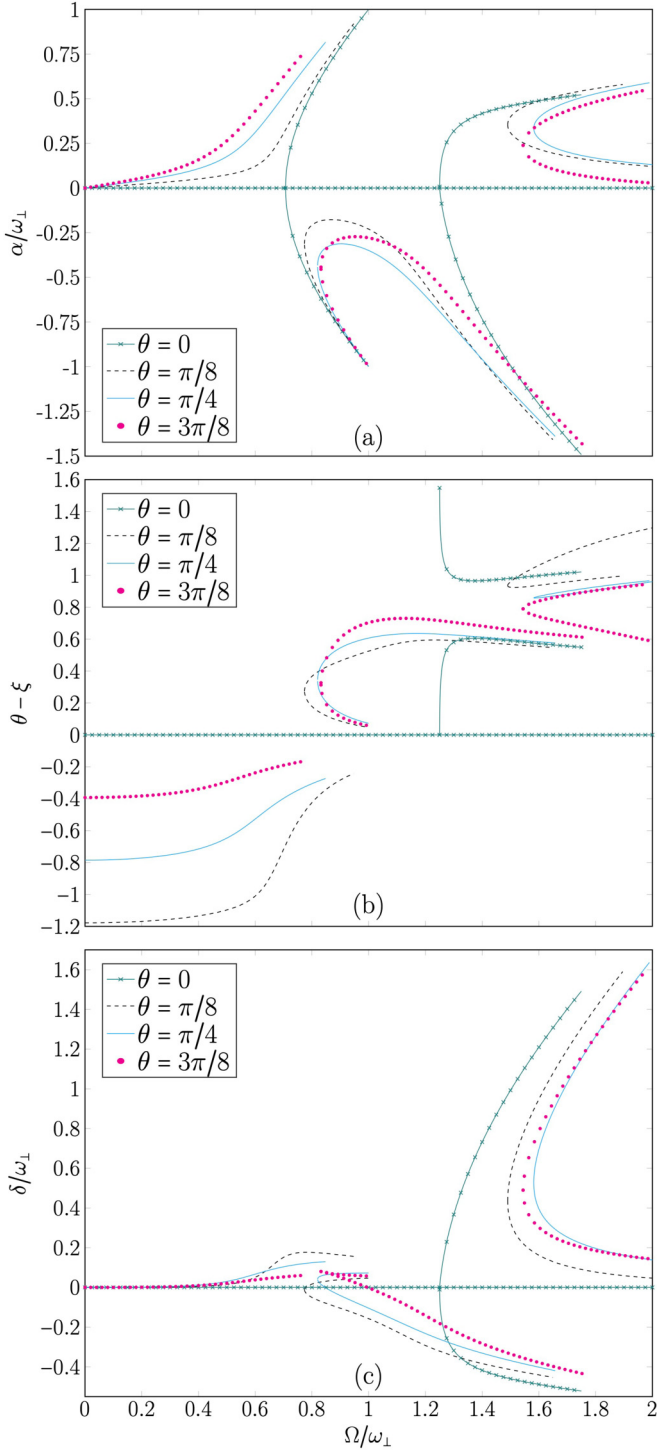 1
0.75
0.5
0.25
0
-0.25
-0.5
-0.75
-1
-1.25
-1.5
α/ω⊥
θ = 0
θ = π/8
θ = π/4
θ = 3π/8
(a)
1.6
1.4
1.2
1
0.8
0.6
0.4
0.2
0
−0.2
−0.4
−0.6
−0.8
−1
−1.2
θ − ξ
θ = 0
θ = π/8
θ = π/4
θ = 3π/8
(b)
1.6
1.4
1.2
1
0.8
0.6
0.4
0.2
0
−0.2
−0.4
δ/ω⊥
θ = 0
θ = π/8
θ = π/4
θ = 3π/8
(c)
0 0.2 0.4 0.6 0.8 1 1.2 1.4 1.6 1.8 2
Ω/ω⊥